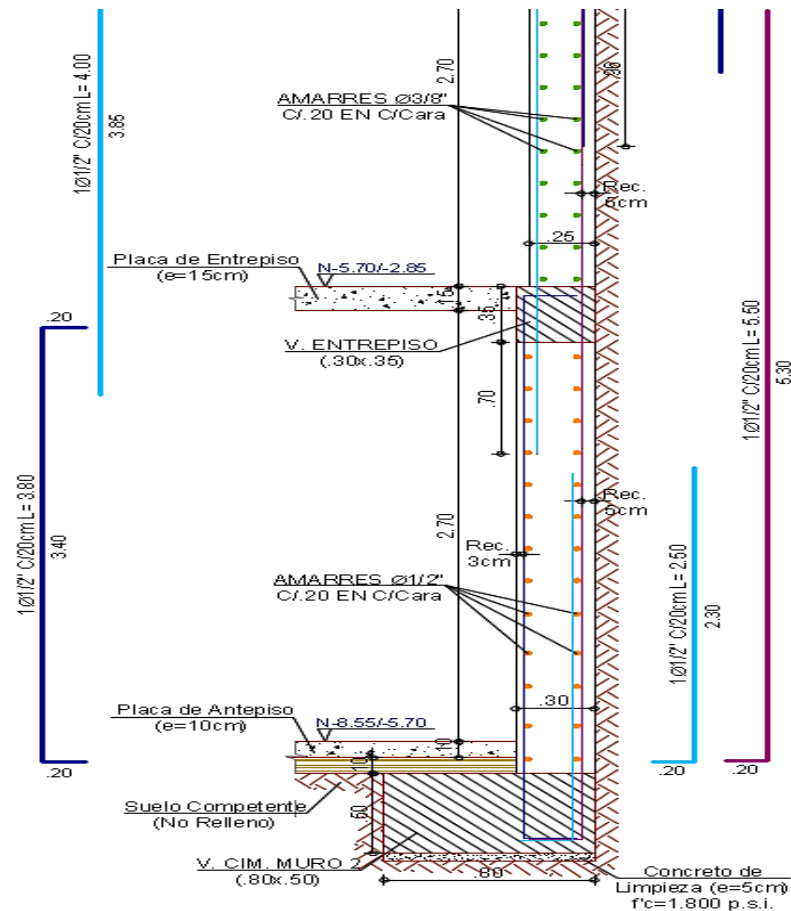 1Ø1/2" C/20cm L= 4.00
3.85
2.70
.90
AMARRES Ø3/8"
C/.20 EN C/Cara
Rec.
5cm
.25
Placa de Entrepiso
(e=15cm)
N-5.70/-2.85
.15
.35
V. ENTREPISO
(.30x.35)
.20
.70
1Ø1/2" C/20cm L= 5.50
5.30
1Ø1/2" C/20cm L= 3.80
3.40
2.70
Rec.
5cm
Rec.
3cm
AMARRES Ø1/2"
C/.20 EN C/Cara
1Ø1/2" C/20cm L= 2.50
2.30
.30
Placa de Antepiso
(e=10cm)
N-8.55/-5.70
.10
.10
.20
.20
.20
Suelo Competente
(No Relleno)
.50
V. CIM. MURO 2
(.80x.50)
.80
Concreto de
Limpieza (e=5cm)
f'c=1.800 p.s.i.